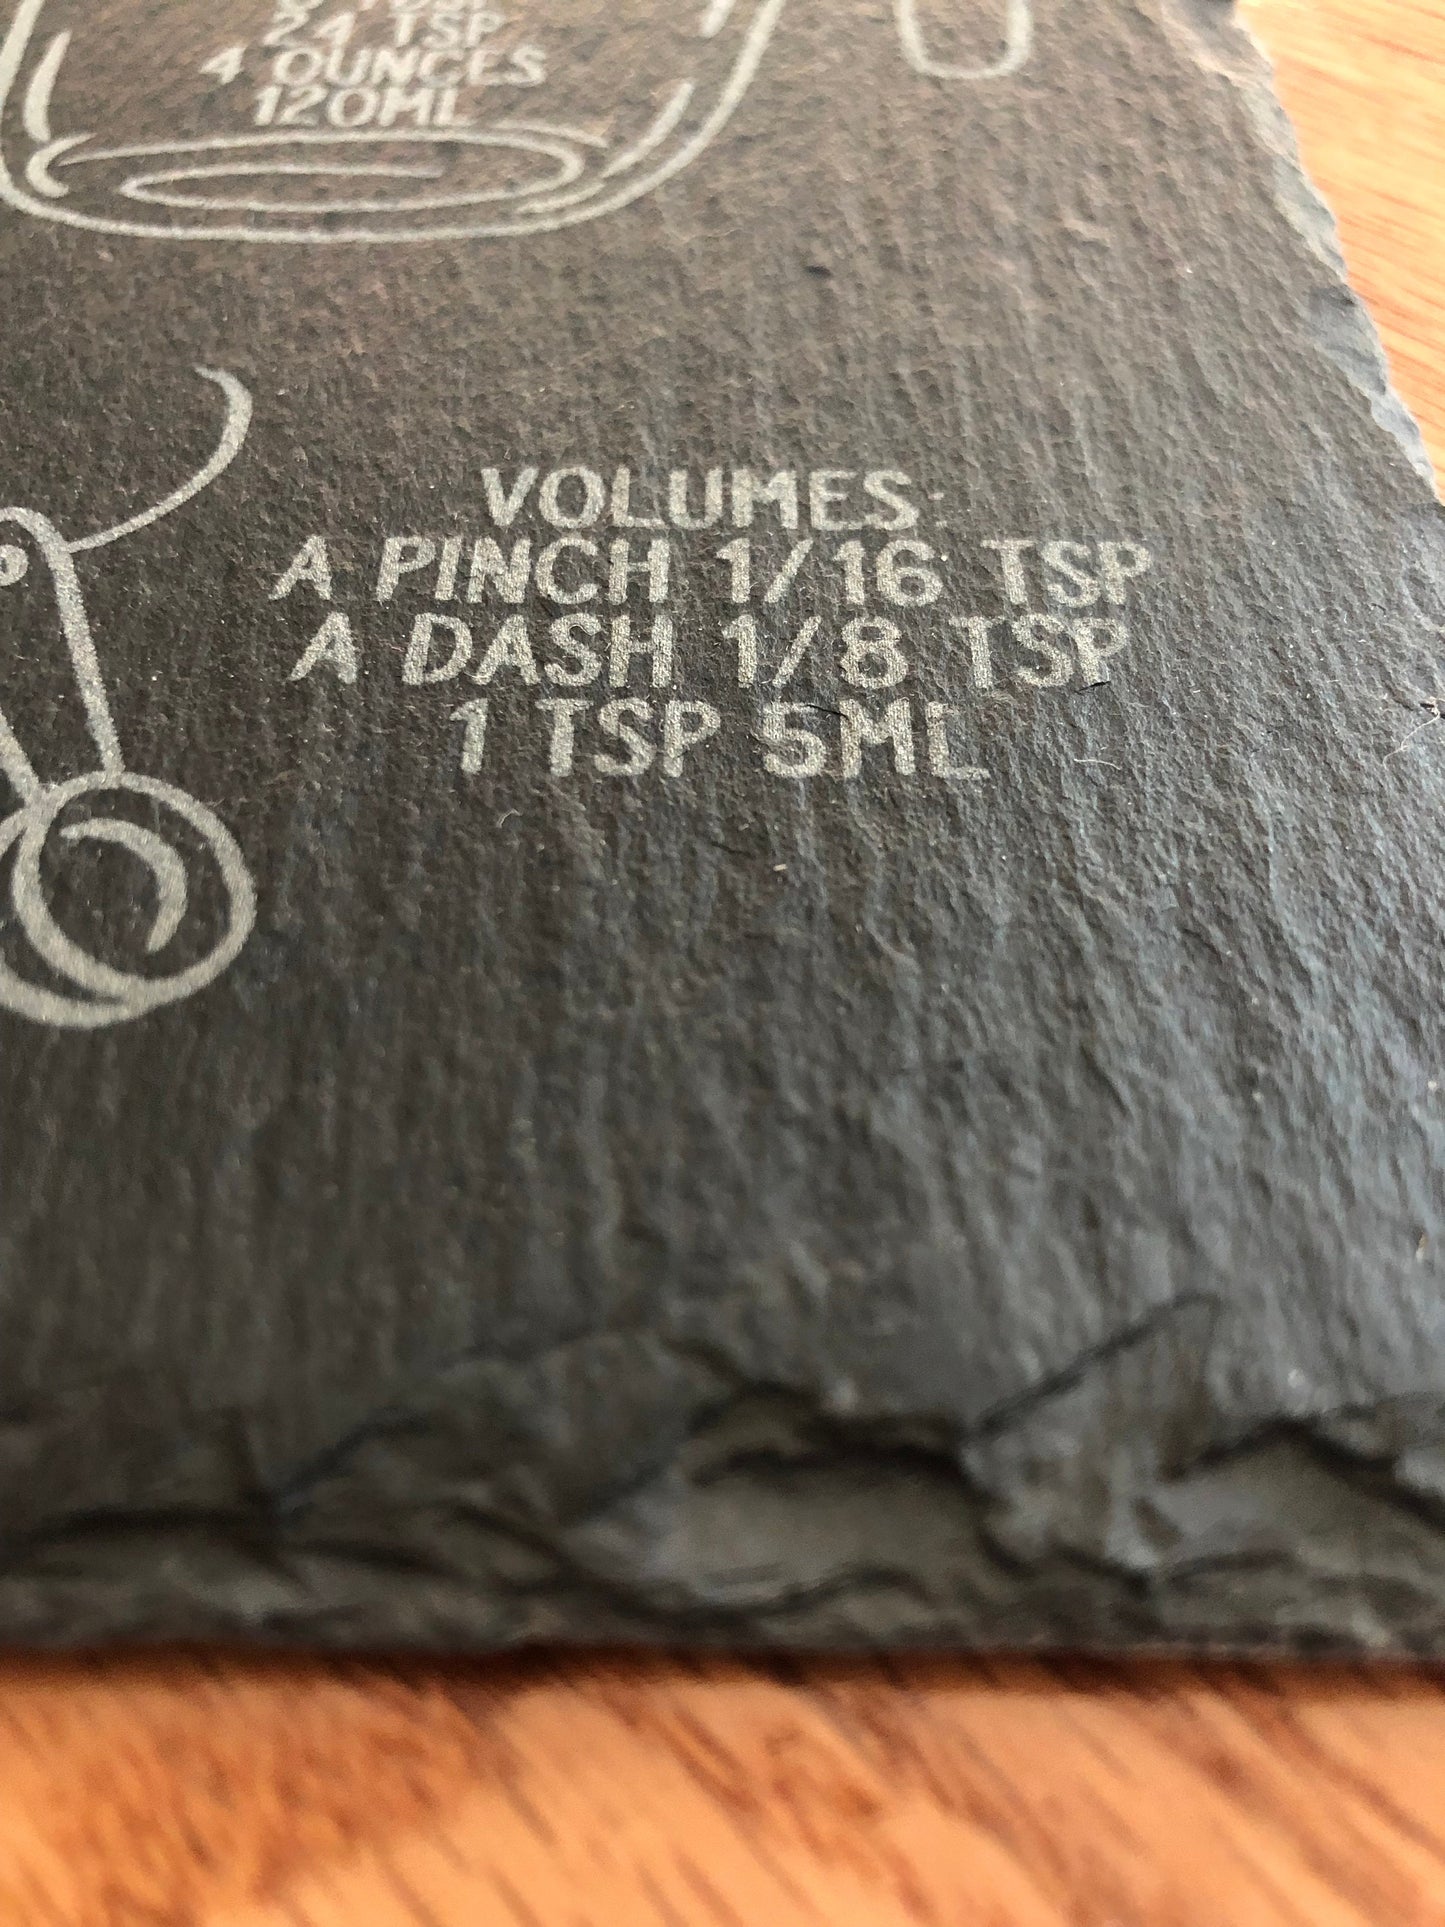 24 TSP
4 OUNCES
120ML
VOLUMES:
A PINCH 1/16 TSP
A DASH 1/8 TSP
1 TSP 5ML